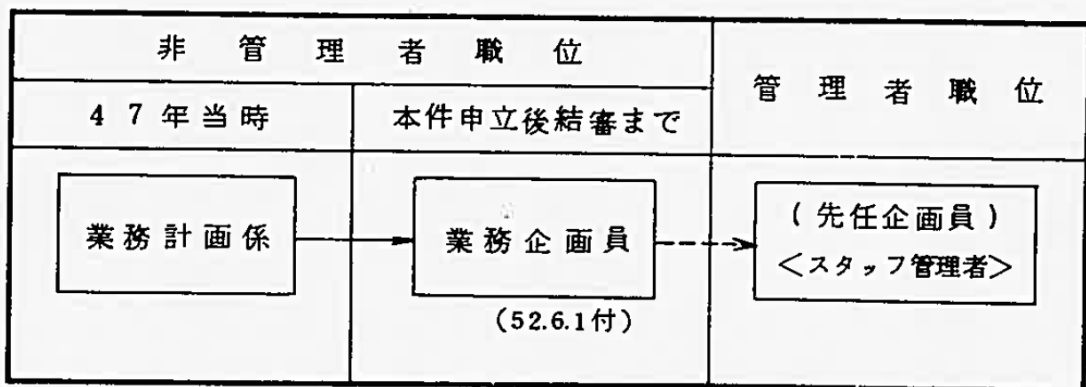 非管理者職位
管理者職位
47年当時
本件申立後結審まで
業務計画係
業務企画員
(52.6.1付)
(先任企画員)
<スタッフ管理者>